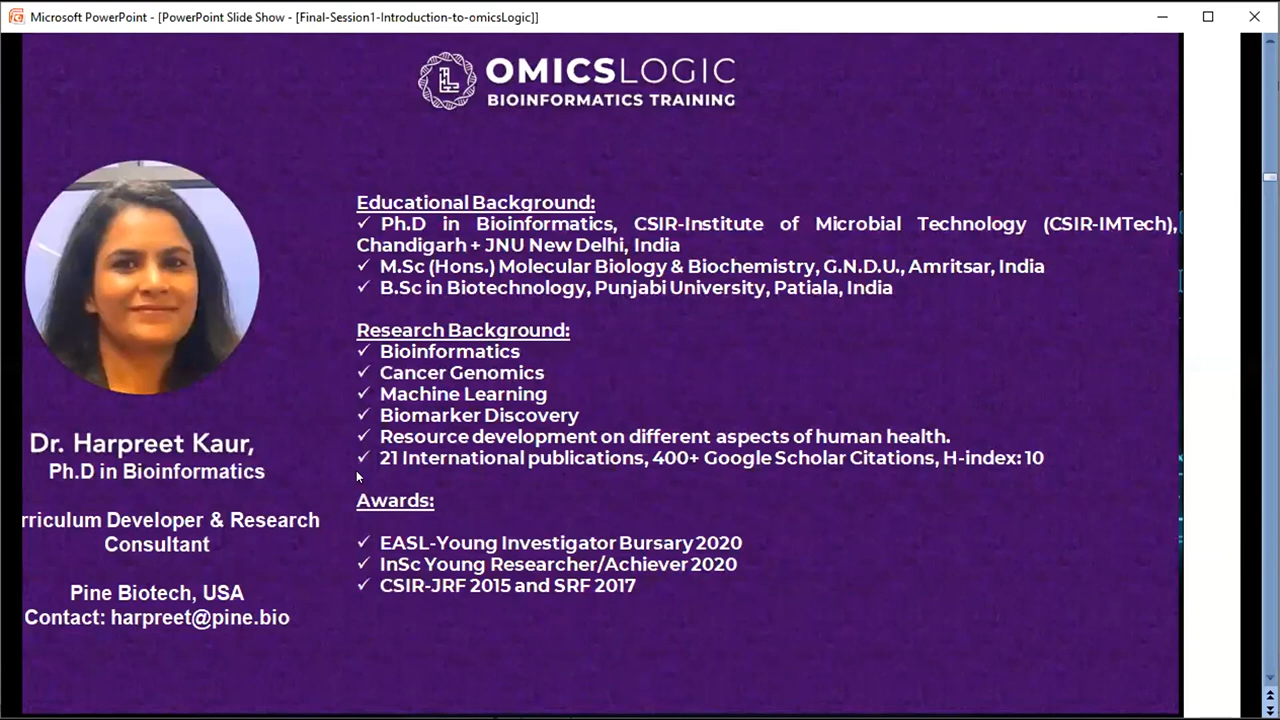 Microsoft PowerPoint - [PowerPoint Slide Show - [Final-Session1-Introduction-to-omicsLogic]]
OMICSLOGIC
BIOINFORMATICS TRAINING
Educational Background:
✓ Ph.D in Bioinformatics, CSIR-Institute of Microbial Technology (CSIR-IMTech),
Chandigarh + JNU New Delhi, India
✓ M.Sc (Hons.) Molecular Biology & Biochemistry, G.N.D.U., Amritsar, India
✓ B.Sc in Biotechnology, Punjabi University, Patiala, India
Research Background:
✓ Bioinformatics
✓ Cancer Genomics
✓ Machine Learning
✓ Biomarker Discovery
✓ Resource development on different aspects of human health.
✓ 21 International publications, 400+ Google Scholar Citations, H-index: 10
Awards:
✓ EASL-Young Investigator Bursary 2020
✓ InSc Young Researcher/Achiever 2020
✓ CSIR-JRF 2015 and SRF 2017
Dr. Harpreet Kaur,
Ph.D in Bioinformatics
rriculum Developer & Research
Consultant
Pine Biotech, USA
Contact: harpreet@pine.bio